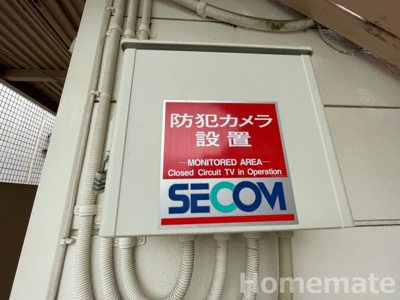 防犯カメラ
設置
MONITORED AREA
Closed Circuit TV in Operation
SECOM
Homemate